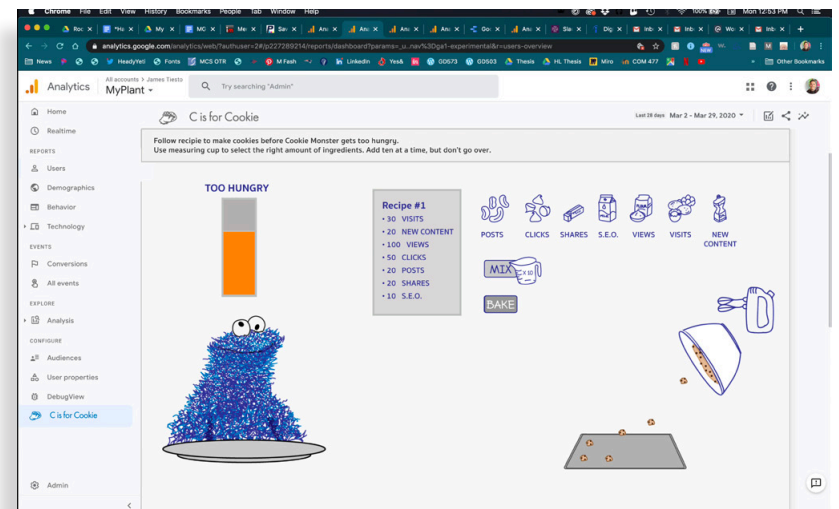 Chrome File Edit View History Bookmarks People Tab Window Help
100% Mon 12:53 PM
analytics.google.com/analytics/web/?authuser=2#/p227289214/reports/dashboard?params=_u..nav%3Dga1-experimental&r=users-overview
News HeadyYeti Fonts MCS GTR M Fash Linkedin Yes& GD573 GD503 Thesis HL Thesis Miro COM 477 Other Bookmarks
Analytics
All accounts > James Tiesto
MyPlant
Try searching "Admin"
Home
Realtime
REPORTS
Users
Demographics
Behavior
Technology
EVENTS
Conversions
All events
EXPLORE
Analysis
CONFIGURE
Audiences
User properties
DebugView
C is for Cookie
Admin
C is for Cookie
Last 28 days Mar 2 - Mar 29, 2020
Follow recipie to make cookies before Cookie Monster gets too hungry.
Use measuring cup to select the right amount of ingredients. Add ten at a time, but don't go over.
TOO HUNGRY
Recipe #1
• 30 VISITS
• 20 NEW CONTENT
• 100 VIEWS
• 50 CLICKS
• 20 POSTS
• 20 SHARES
• 10 S.E.O.
POSTS CLICKS SHARES S.E.O. VIEWS VISITS NEW CONTENT
MIX X10
BAKE